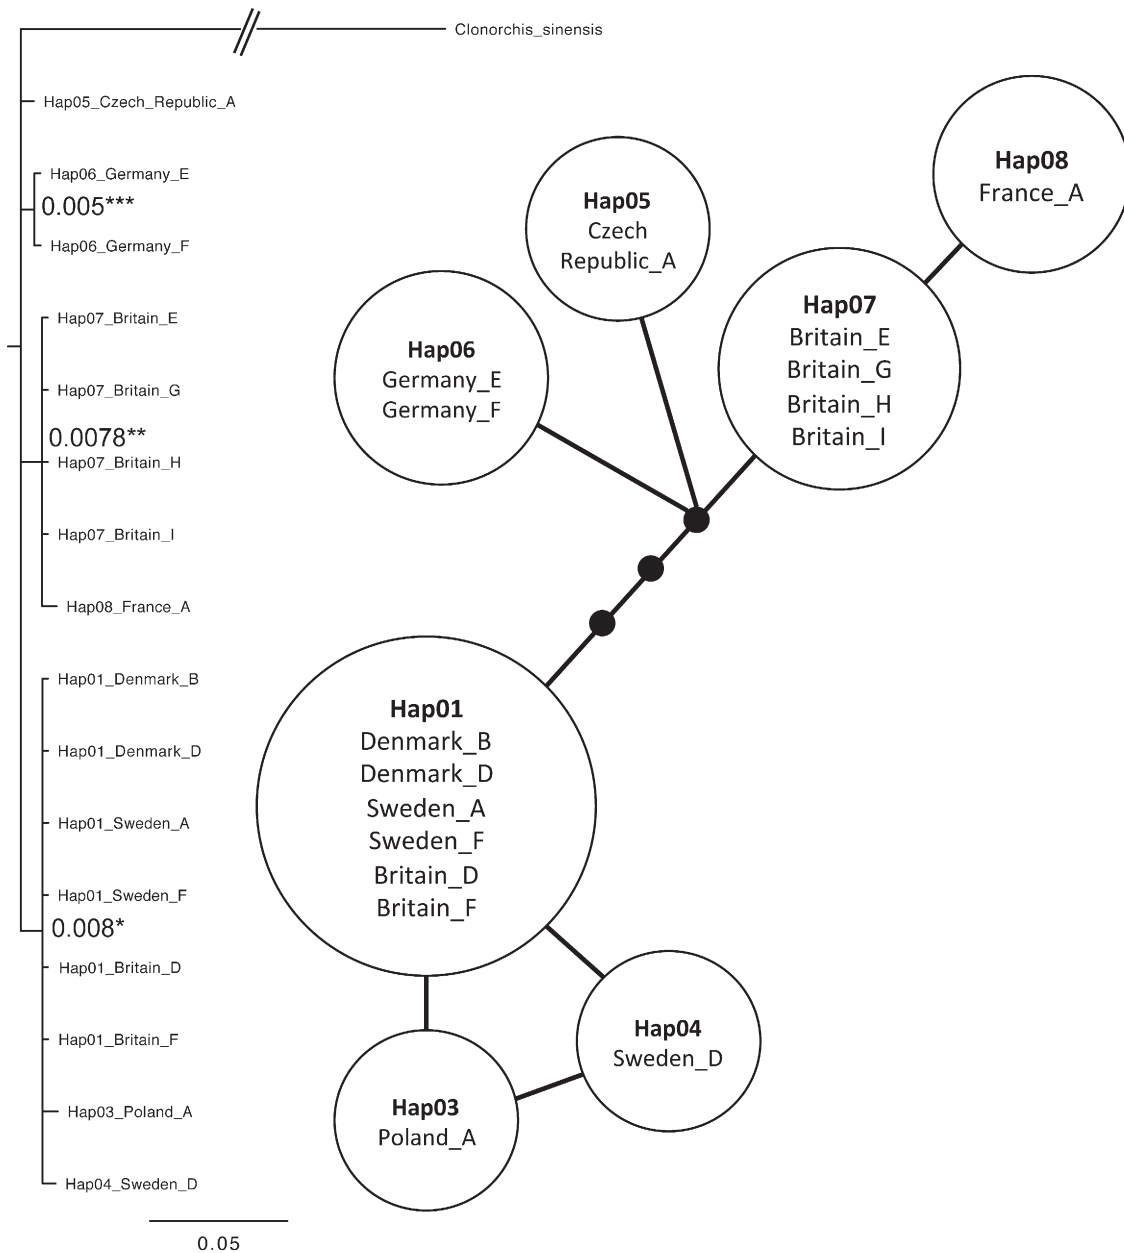 Clonorchis_sinensis
Hap05_Czech_Republic_A
Hap06_Germany_E
0.005***
Hap06_Germany_F
Hap07_Britain_E
Hap07_Britain_G
0.0078**
Hap07_Britain_H
Hap07_Britain_I
Hap08_France_A
Hap01_Denmark_B
Hap01_Denmark_D
Hap01_Sweden_A
Hap01_Sweden_F
0.008*
Hap01_Britain_D
Hap01_Britain_F
Hap03_Poland_A
Hap04_Sweden_D
0.05
Hap08
France_A
Hap05
Czech
Republic_A
Hap07
Britain_E
Britain_G
Britain_H
Britain_I
Hap06
Germany_E
Germany_F
Hap01
Denmark_B
Denmark_D
Sweden_A
Sweden_F
Britain_D
Britain_F
Hap04
Sweden_D
Hap03
Poland_A